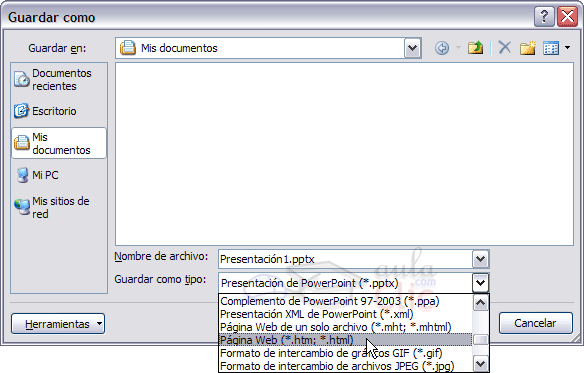 Guardar como
Guardar en:
Mis documentos
Documentos
recientes
Escritorio
Mis
documentos
Mi PC
Mis sitios de
red
Nombre de archivo:
Presentación1.pptx
Guardar como tipo:
Presentación de PowerPoint (*.pptx)
Complemento de PowerPoint 97-2003 (*.ppa)
Presentación XML de PowerPoint (*.xml)
Página Web de un solo archivo (*.mht; *.mhtml)
Página Web (*.htm; *.html)
Formato de intercambio de gráficos GIF (*.gif)
Formato de intercambio de archivos JPEG (*.jpg)
Herramientas
Cancelar
aula
.com